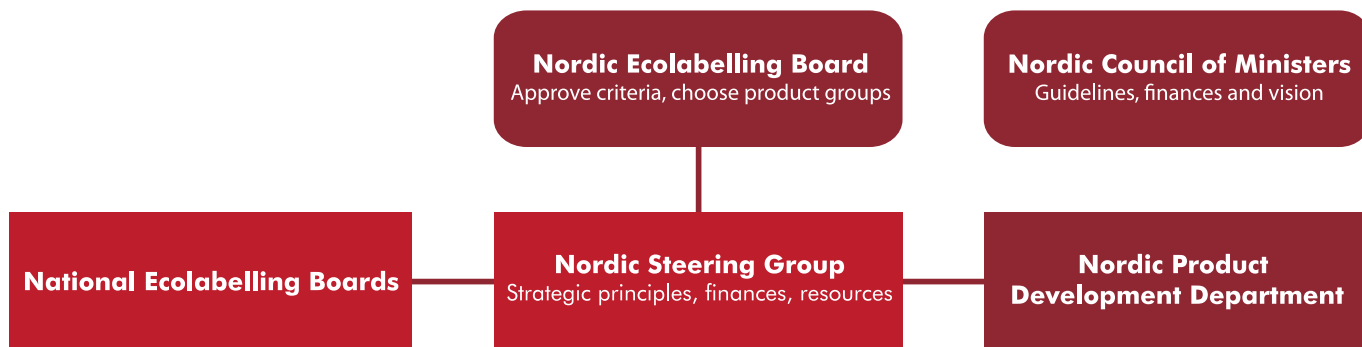 Nordic Ecolabelling Board
Approve criteria, choose product groups
Nordic Council of Ministers
Guidelines, finances and vision
National Ecolabelling Boards
Nordic Steering Group
Strategic principles, finances, resources
Nordic Product
Development Department